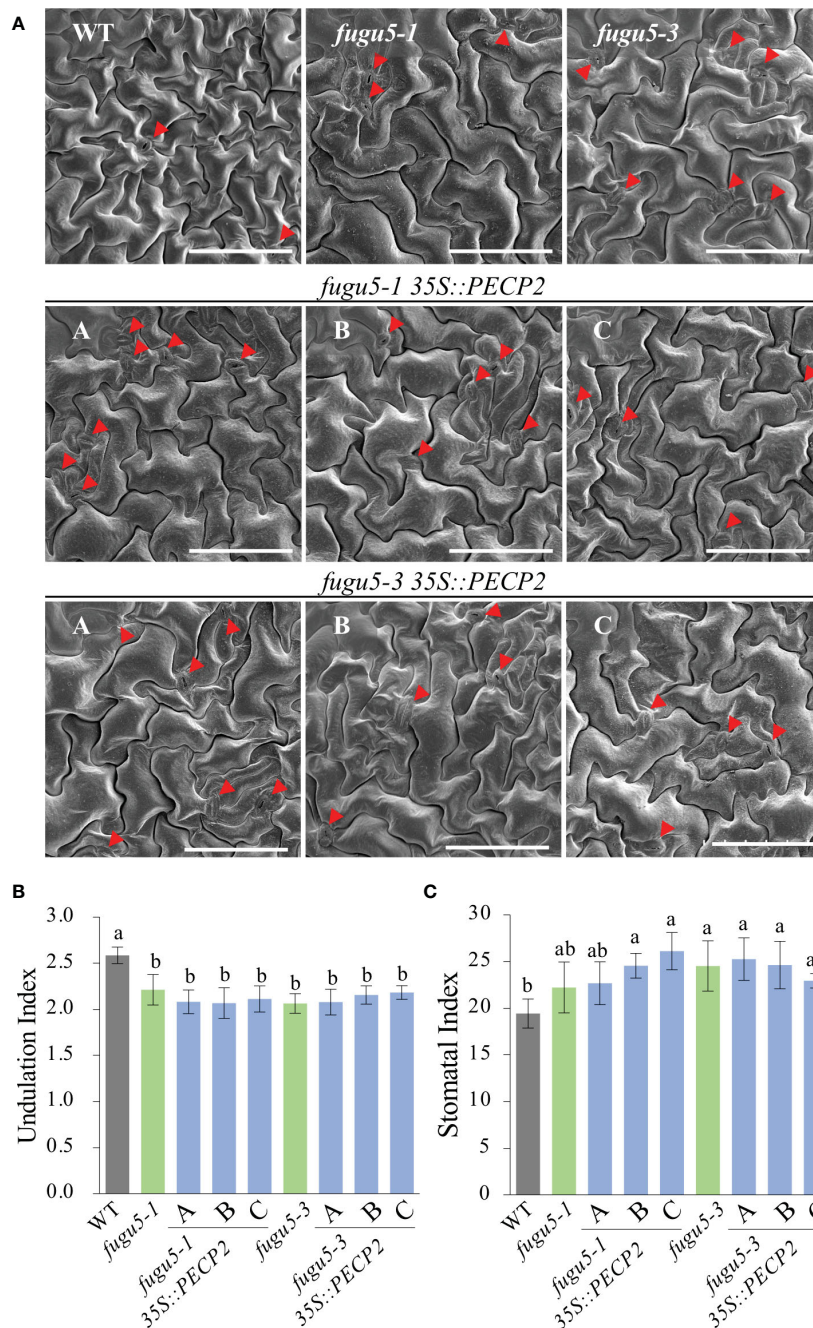 A
WT
fugu5-1
fugu5-3
fugu5-1 35S::PECP2
A
B
C
fugu5-3 35S::PECP2
A
B
C
B
3.0
2.5
2.0
1.5
1.0
0.5
0.0
Undulation Index
a
b
b
b
b
b
b
b
b
WT
fugu5-1
A
B
C
fugu5-1
35S::PECP2
fugu5-3
A
B
C
fugu5-3
35S::PECP2
C
30
25
20
15
10
5
0
Stomatal Index
b
ab
ab
a
a
a
a
a
WT
fugu5-1
A
B
C
fugu5-1
35S::PECP2
fugu5-3
A
B
fugu5-3
35S::PECP2